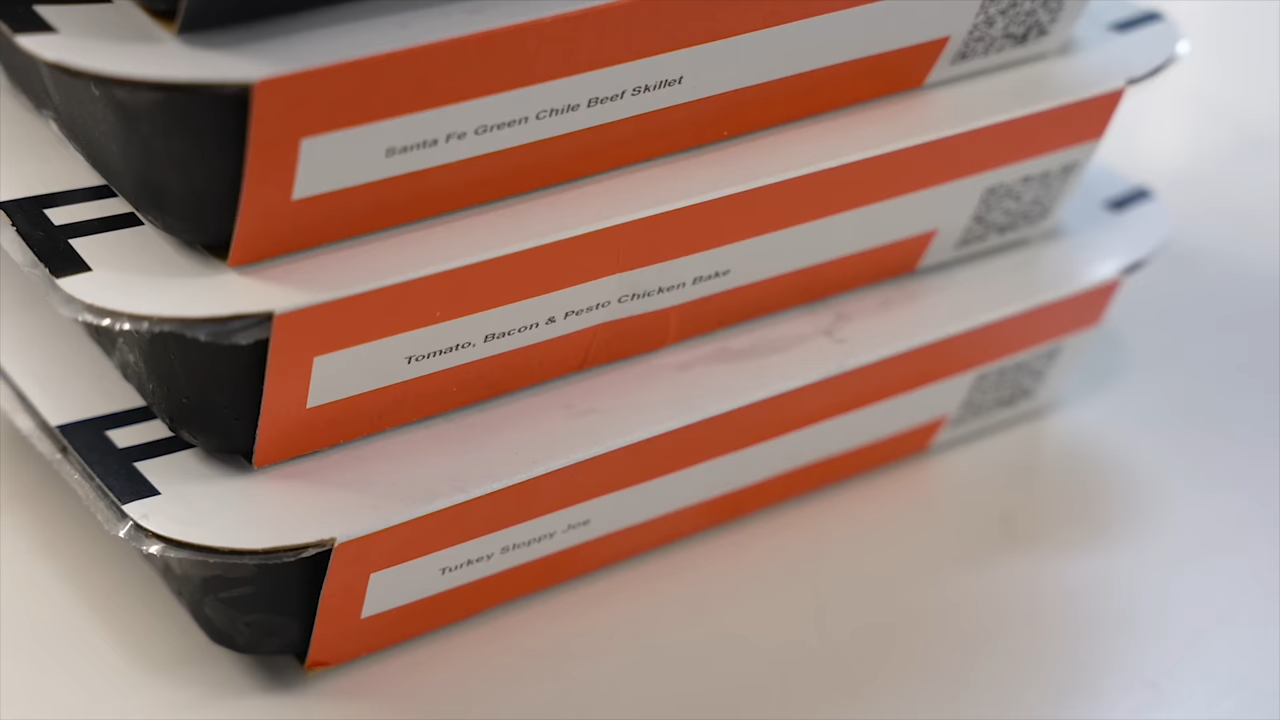 Santa Fe Green Chile Beef Skillet
Tomato, Bacon & Pesto Chicken Bake
Turkey Sloppy Joe